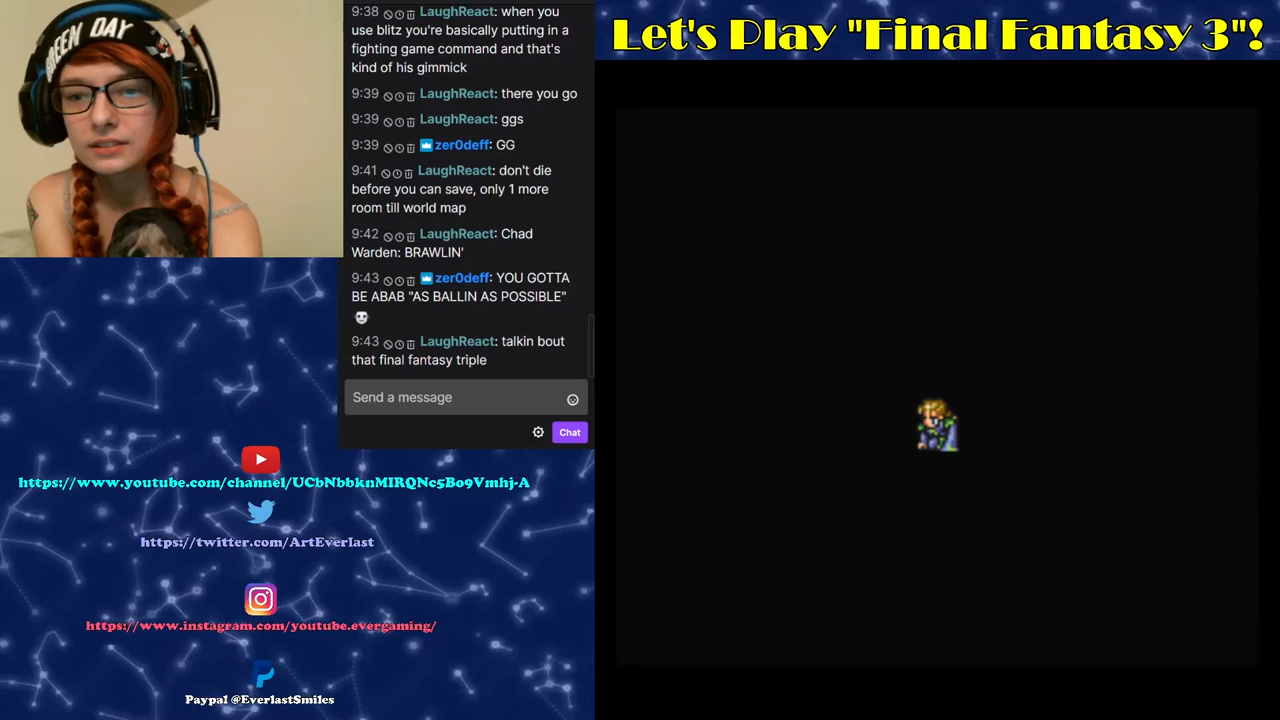 GREEN DAY
9:38 LaughReact: when you
use blitz you're basically putting in a
fighting game command and that's
kind of his gimmick
9:39 LaughReact: there you go
9:39 LaughReact: ggs
9:39 zer0deff: GG
9:41 LaughReact: don't die
before you can save, only 1 more
room till world map
9:42 LaughReact: Chad
Warden: BRAWLIN'
9:43 zer0deff: YOU GOTTA
BE ABAB "AS BALLIN AS POSSIBLE"
9:43 LaughReact: talkin bout
that final fantasy triple
Send a message
Chat
Let's Play "Final Fantasy 3"!
https://www.youtube.com/channel/UCbNbbknMIRQNc5Bo9Vmhj-A
https://twitter.com/ArtEverlast
https://www.instagram.com/youtube.evergaming/
Paypal @EverlastSmiles